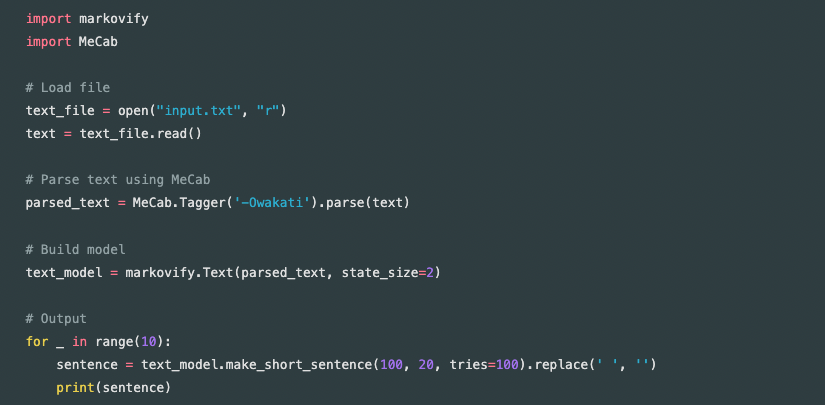 import markovify
import MeCab
# Load file
text_file = open("input.txt", "r")
text = text_file.read()
# Parse text using MeCab
parsed_text = MeCab.Tagger('-Owakati').parse(text)
# Build model
text_model = markovify.Text(parsed_text, state_size=2)
# Output
for _ in range(10):
    sentence = text_model.make_short_sentence(100, 20, tries=100).replace(' ', '')
    print(sentence)